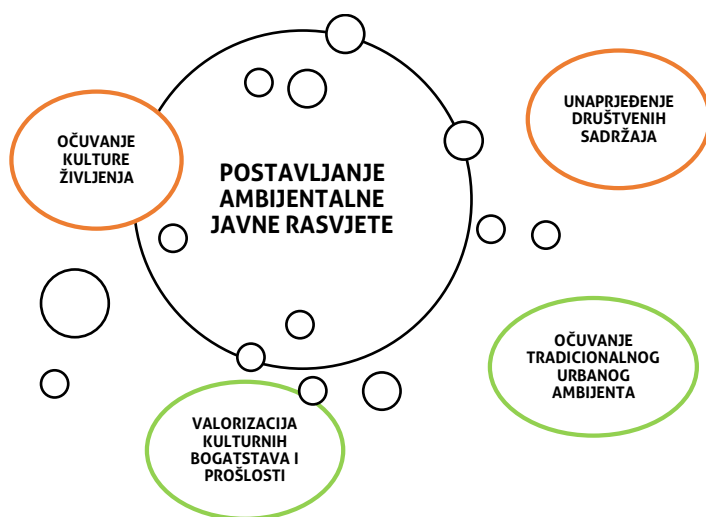 OČUVANJE
KULTURE
ŽIVLJENJA
POSTAVLJANJE
AMBIJENTALNE
JAVNE RASVJETE
UNAPRJEĐENJE
DRUŠTVENIH
SADRŽAJA
VALORIZACIJA
KULTURNIH
BOGATSTAVA I
PROŠLOSTI
OČUVANJE
TRADICIONALNOG
URBANOG
AMBIJENTA